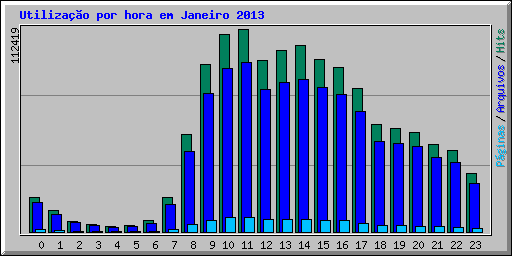 Utilização por hora em Janeiro 2013
112419
Páginas / Arquivos / Hits
0 1 2 3 4 5 6 7 8 9 10 11 12 13 14 15 16 17 18 19 20 21 22 23